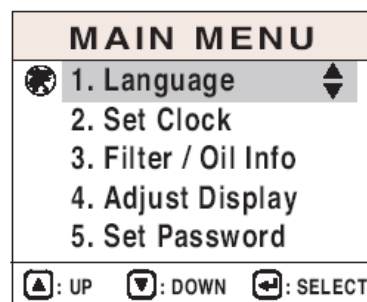 MAIN MENU
1. Language
2. Set Clock
3. Filter / Oil Info
4. Adjust Display
5. Set Password
: UP : DOWN : SELECT